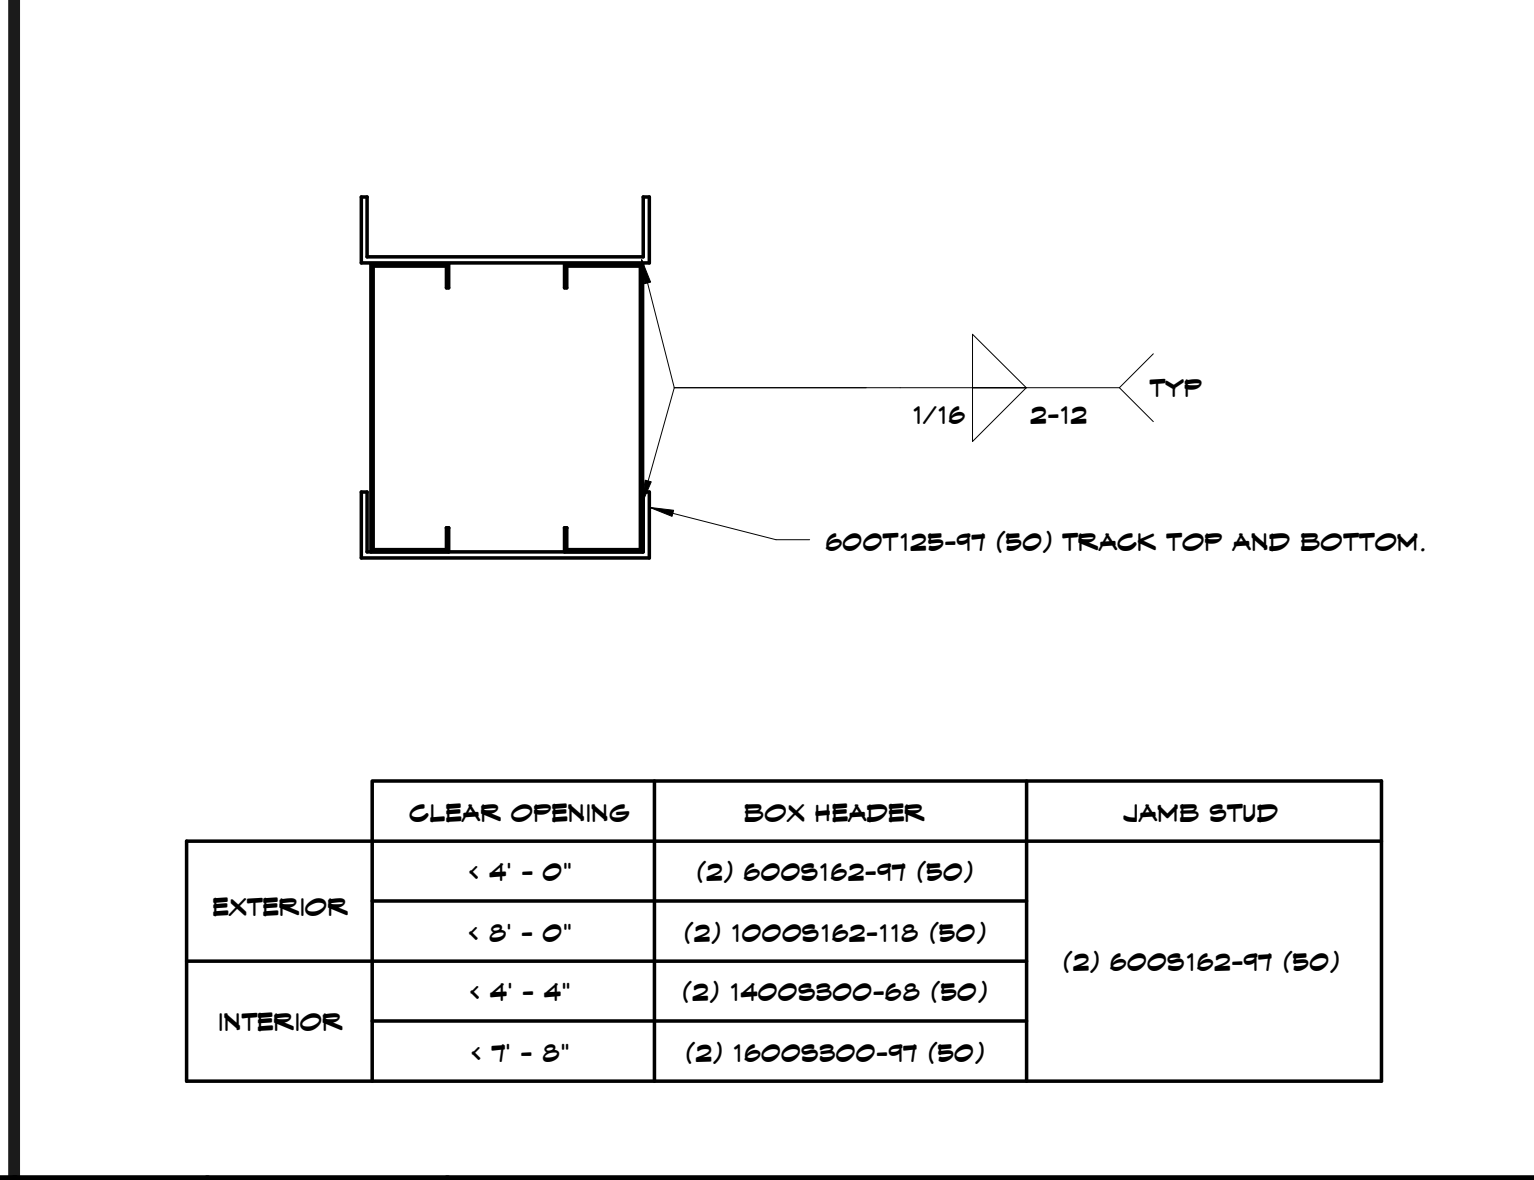 1/16
2-12
TYP
600T125-97 (50) TRACK TOP AND BOTTOM.
CLEAR OPENING BOX HEADER JAMB STUD
EXTERIOR
< 4' - 0" (2) 600S162-97 (50)
< 8' - 0" (2) 1000S162-118 (50)
(2) 600S162-97 (50)
INTERIOR
< 4' - 4" (2) 1400S300-68 (50)
< 7' - 8" (2) 1600S300-97 (50)